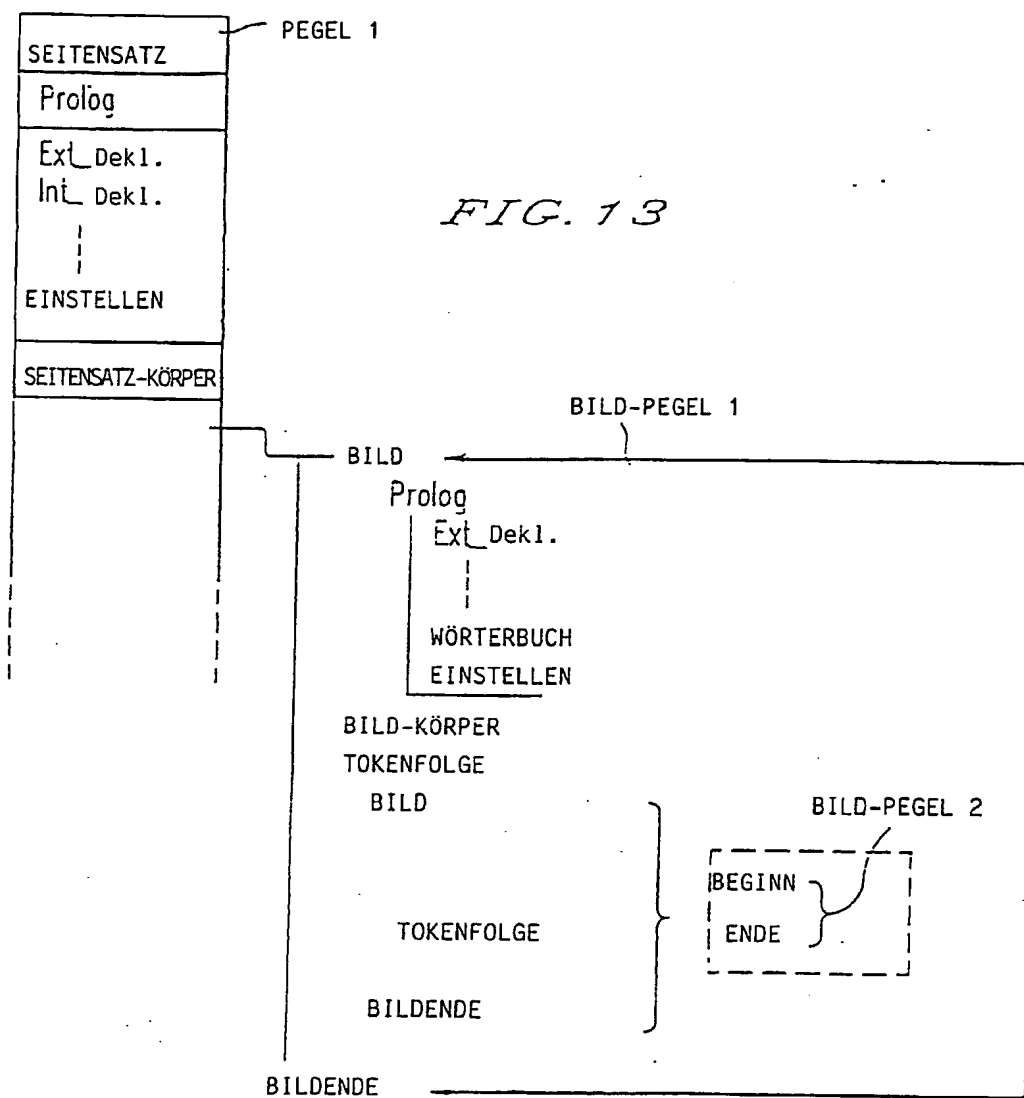 PEGEL 1
SEITENSATZ
Prolog
Ext_Dekl.
Int_Dekl.
EINSTELLEN
SEITENSATZ-KÖRPER
FIG. 13
BILD-PEGEL 1
BILD
Prolog
Ext_Dekl.
WÖRTERBUCH
EINSTELLEN
BILD-KÖRPER
TOKENFOLGE
BILD
BILD-PEGEL 2
BEGINN
TOKENFOLGE
ENDE
BILDENDE
BILDENDE